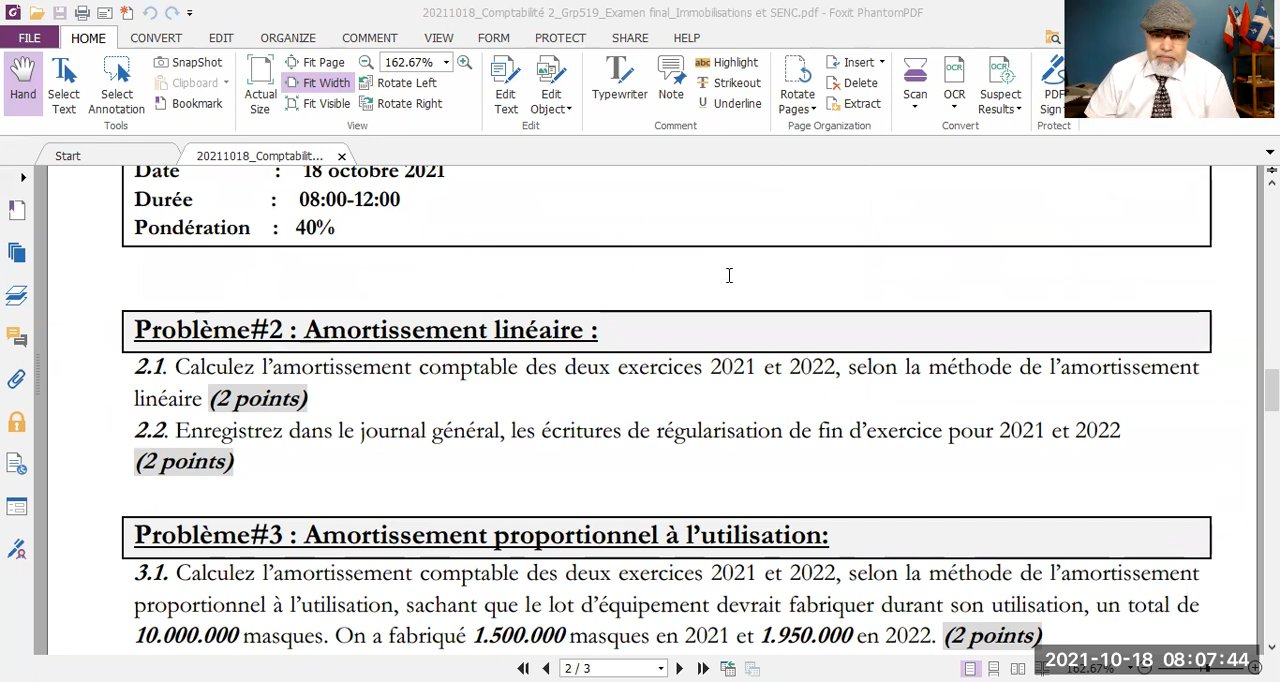 20211018_Comptabilité 2_Grp519_Examen final_Immobilisations et SENC.pdf - Foxit PhantomPDF
FILE HOME CONVERT EDIT ORGANIZE COMMENT VIEW FORM PROTECT SHARE HELP
Hand
Select Text
Select Annotation
SnapShot
Clipboard
Bookmark
Tools
Actual Size
Fit Page
Fit Width
Fit Visible
162.67%
Rotate Left
Rotate Right
View
Edit Text
Edit Object
Edit
Typewriter
Note
Highlight
Strikeout
Underline
Comment
Rotate Pages
Insert
Delete
Extract
Page Organization
Scan
OCR
Suspect Results
Convert
PDF Sign
Protect
Start
20211018_Comptabilit...
Date : 18 octobre 2021
Durée : 08:00-12:00
Pondération : 40%
Problème#2 : Amortissement linéaire :
2.1. Calculez l’amortissement comptable des deux exercices 2021 et 2022, selon la méthode de l’amortissement
linéaire (2 points)
2.2. Enregistrez dans le journal général, les écritures de régularisation de fin d’exercice pour 2021 et 2022
(2 points)
Problème#3 : Amortissement proportionnel à l’utilisation:
3.1. Calculez l’amortissement comptable des deux exercices 2021 et 2022, selon la méthode de l’amortissement
proportionnel à l’utilisation, sachant que le lot d’équipement devrait fabriquer durant son utilisation, un total de
10.000.000 masques. On a fabriqué 1.500.000 masques en 2021 et 1.950.000 en 2022. (2 points)
2 / 3
2021-10-18 08:07:44
162.67%